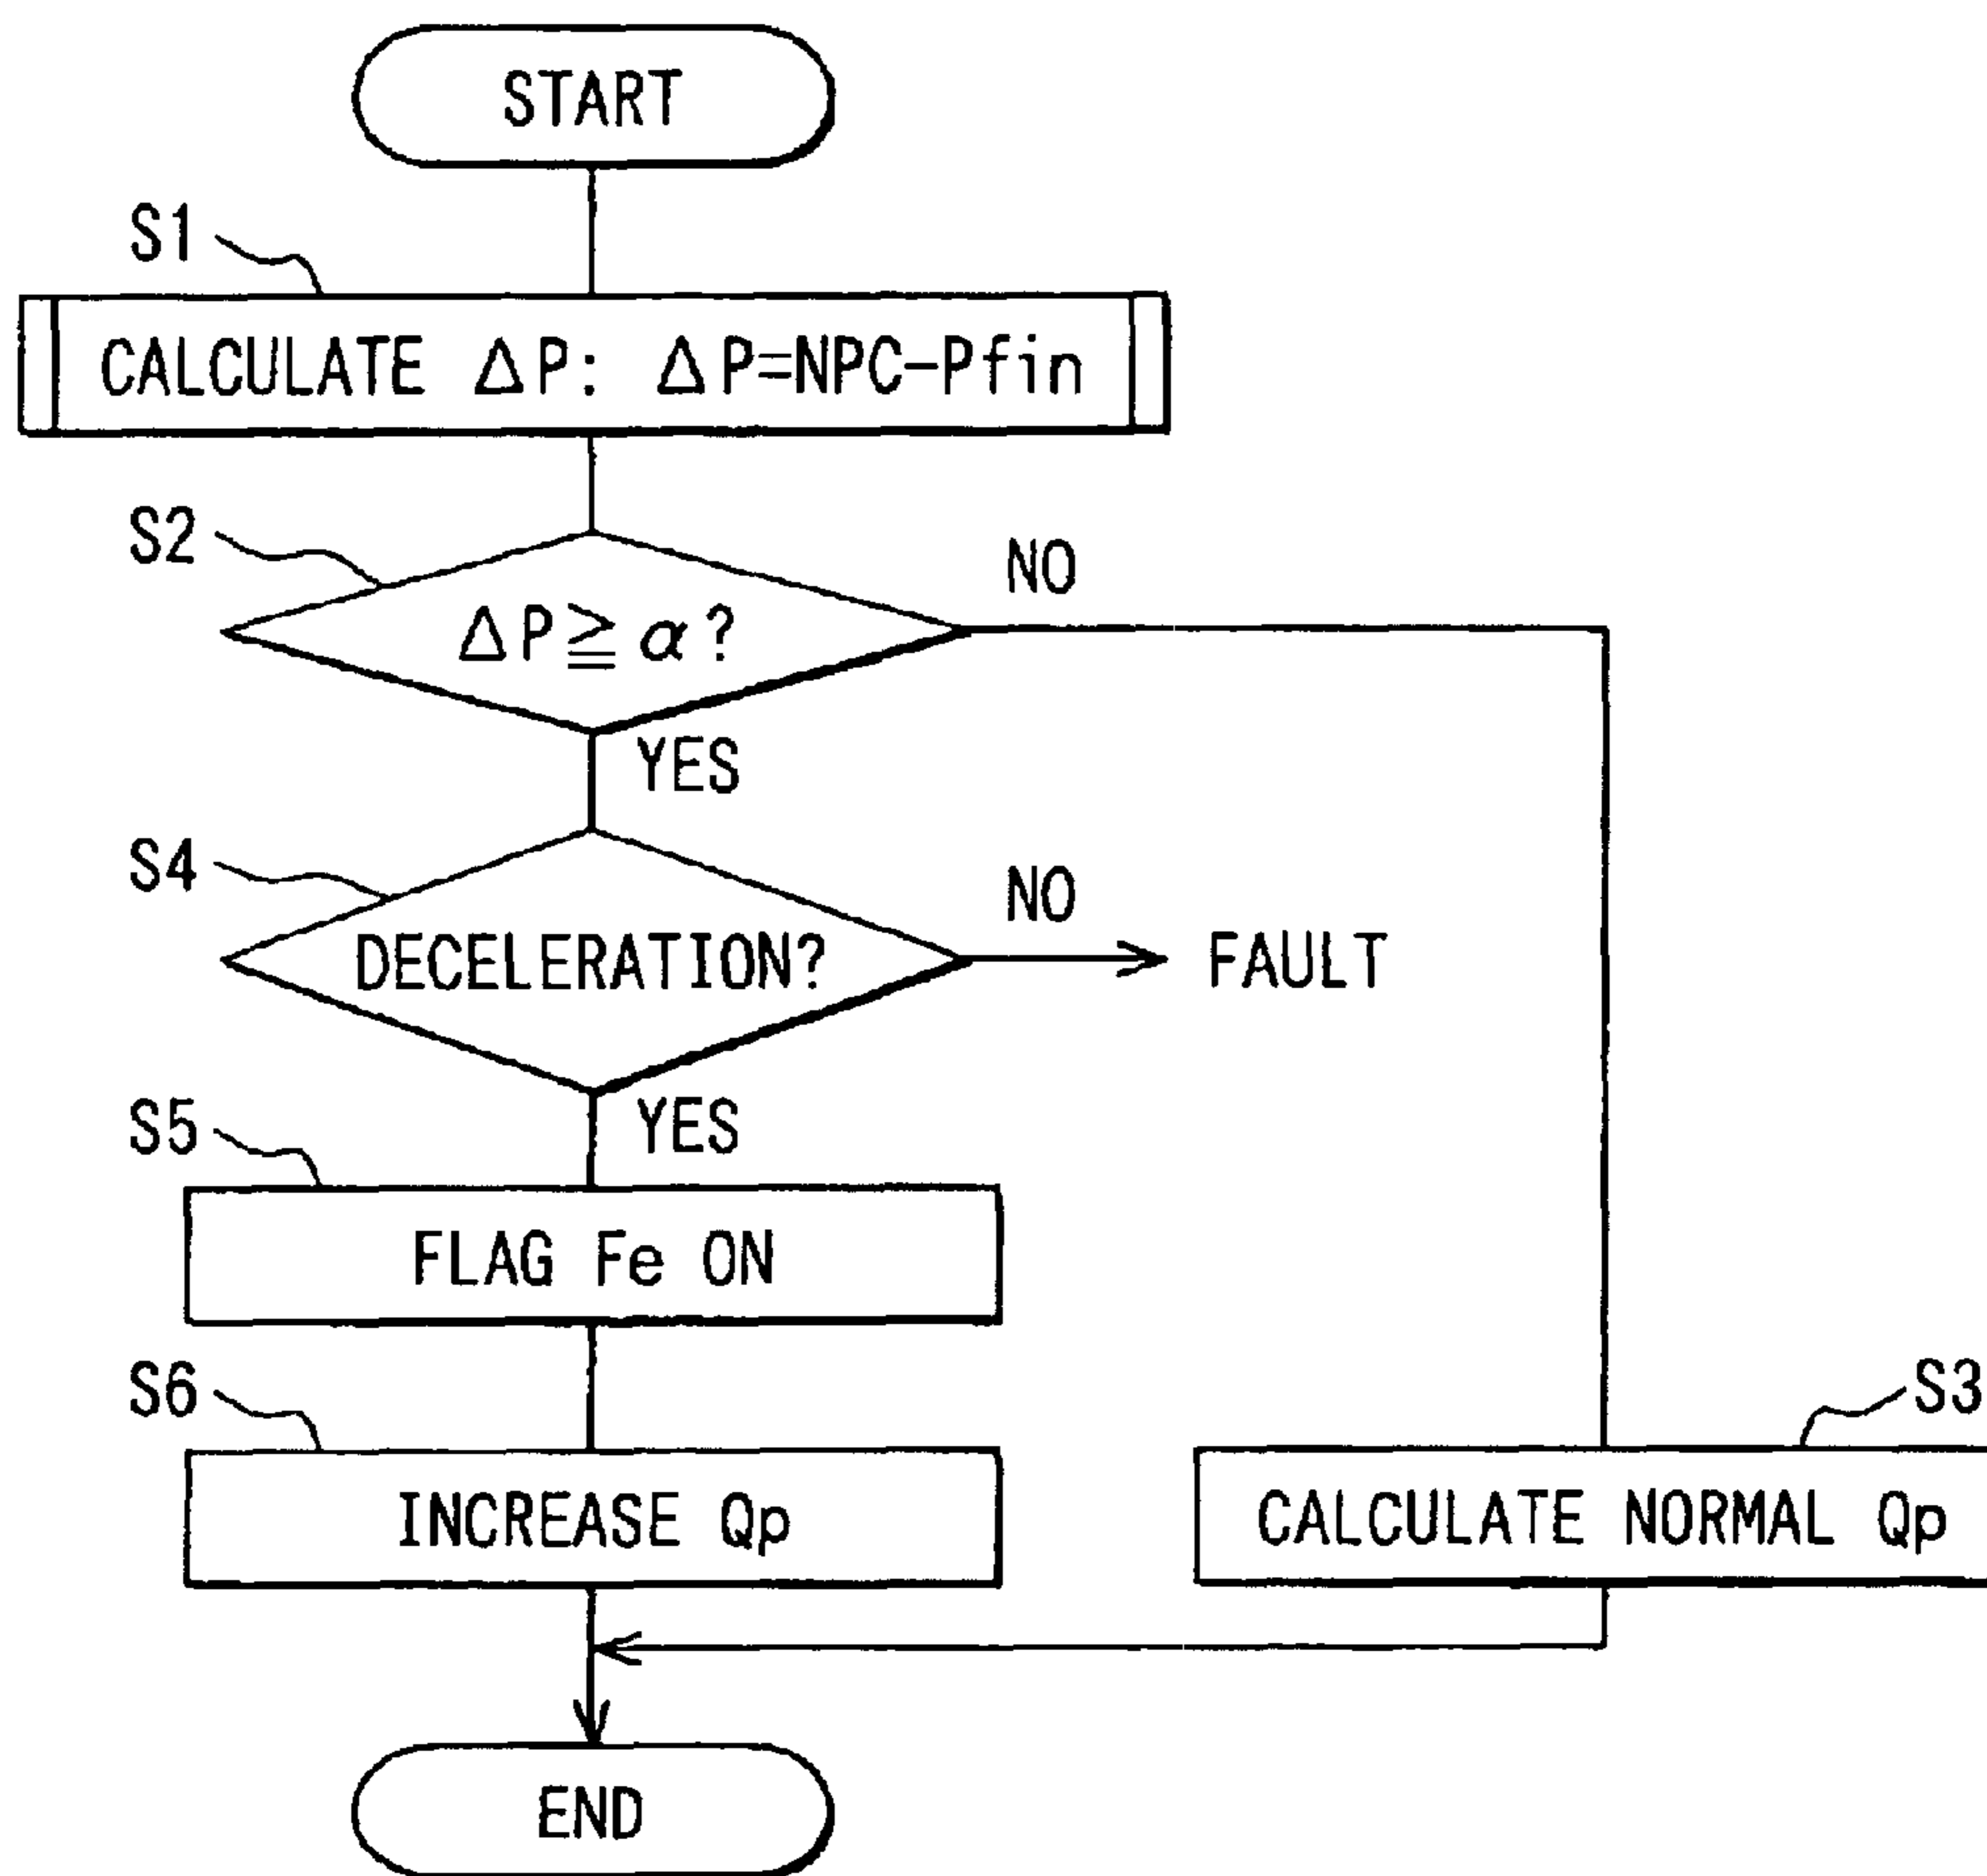 START
S1
CALCULATE ΔP: ΔP=NPC-Pfin
S2
NO
ΔP≧α?
YES
S4
NO
DECELERATION?
FAULT
YES
S5
FLAG Fe ON
S6
S3
INCREASE Qp
CALCULATE NORMAL Qp
END